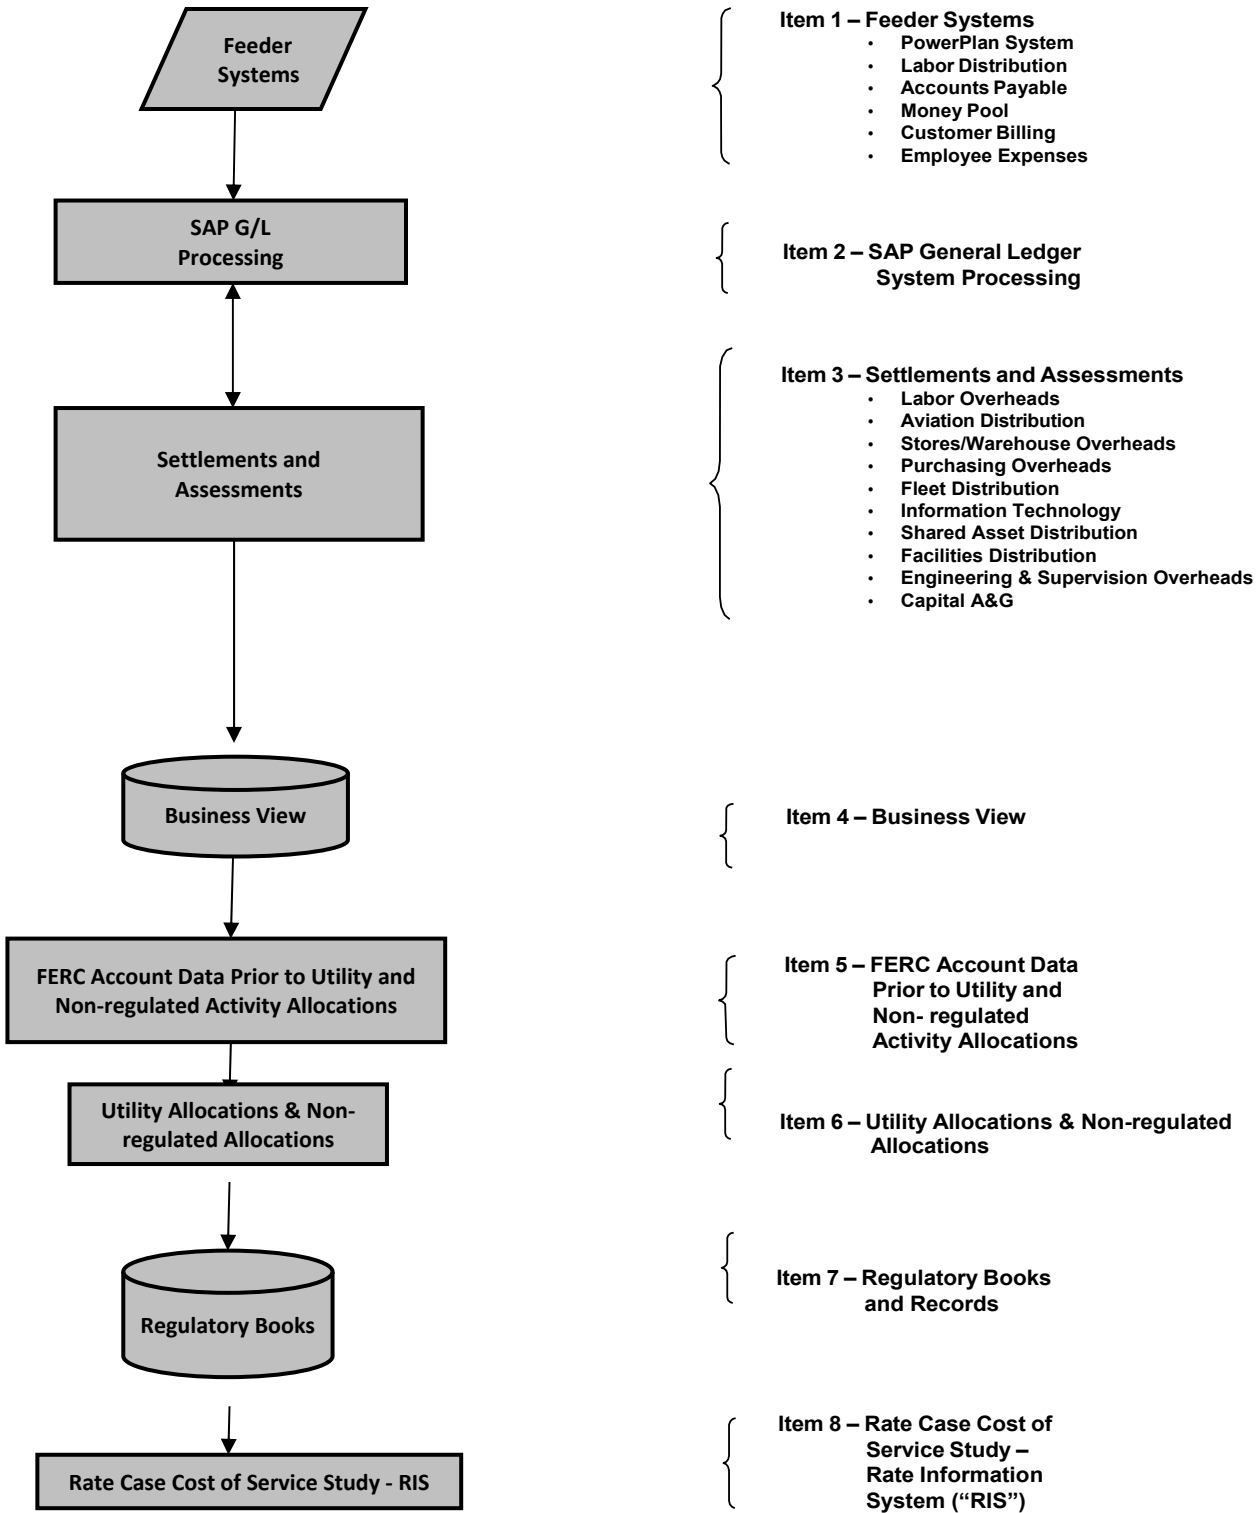 Feeder
Systems
Item 1 – Feeder Systems
• PowerPlan System
• Labor Distribution
• Accounts Payable
• Money Pool
• Customer Billing
• Employee Expenses
SAP G/L
Processing
Item 2 – SAP General Ledger
System Processing
Settlements and
Assessments
Item 3 – Settlements and Assessments
• Labor Overheads
• Aviation Distribution
• Stores/Warehouse Overheads
• Purchasing Overheads
• Fleet Distribution
• Information Technology
• Shared Asset Distribution
• Facilities Distribution
• Engineering & Supervision Overheads
• Capital A&G
Business View
Item 4 – Business View
FERC Account Data Prior to Utility and
Non-regulated Activity Allocations
Item 5 – FERC Account Data
Prior to Utility and
Non- regulated
Activity Allocations
Utility Allocations & Non-
regulated Allocations
Item 6 – Utility Allocations & Non-regulated
Allocations
Regulatory Books
Item 7 – Regulatory Books
and Records
Rate Case Cost of Service Study - RIS
Item 8 – Rate Case Cost of
Service Study –
Rate Information
System (“RIS”)